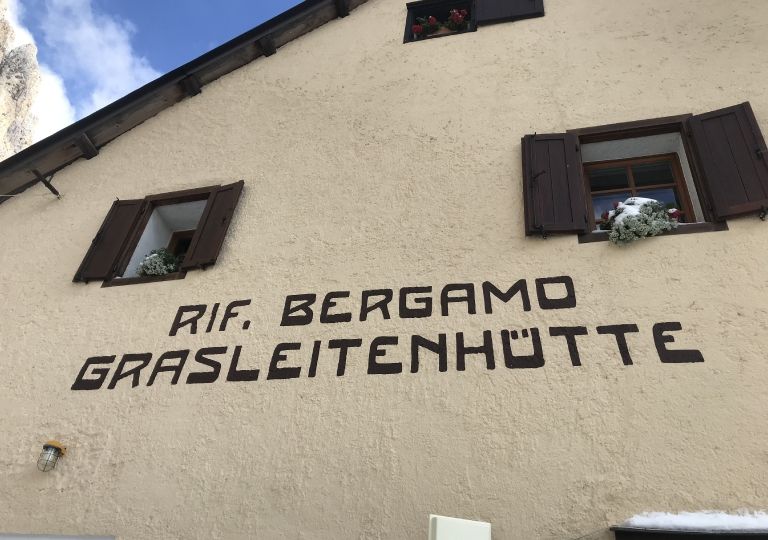 RIF. BERGAMO
GRASLEITENHÜTTE